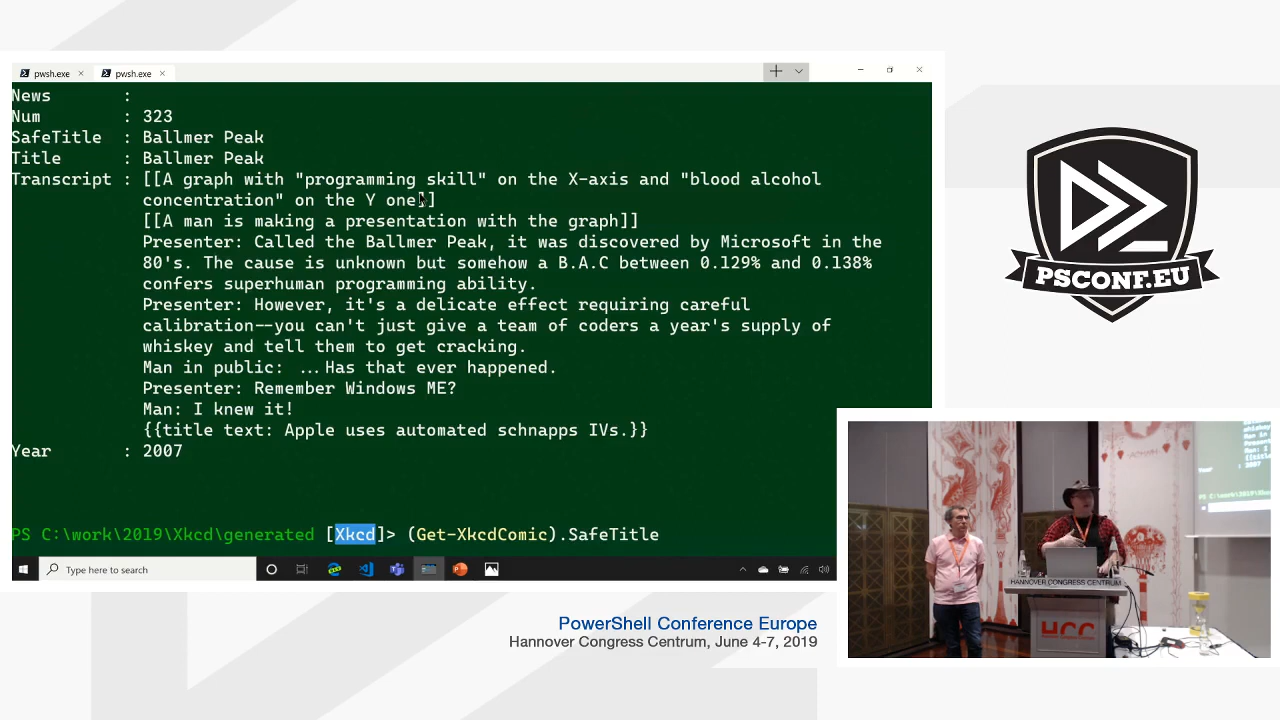 pwsh.exe
pwsh.exe
News :
Num : 323
SafeTitle : Ballmer Peak
Title : Ballmer Peak
Transcript : [[A graph with "programming skill" on the X-axis and "blood alcohol
concentration" on the Y one]]
[[A man is making a presentation with the graph]]
Presenter: Called the Ballmer Peak, it was discovered by Microsoft in the
80's. The cause is unknown but somehow a B.A.C between 0.129% and 0.138%
confers superhuman programming ability.
Presenter: However, it's a delicate effect requiring careful
calibration--you can't just give a team of coders a year's supply of
whiskey and tell them to get cracking.
Man in public: ...Has that ever happened.
Presenter: Remember Windows ME?
Man: I knew it!
{{title text: Apple uses automated schnapps IVs.}}
Year : 2007
PS C:\work\2019\Xkcd\generated [Xkcd]> (Get-XkcdComic).SafeTitle
Type here to search
PSCONF.EU
HANNOVER CONGRESS CENTRUM
HCC
PowerShell Conference Europe
Hannover Congress Centrum, June 4-7, 2019